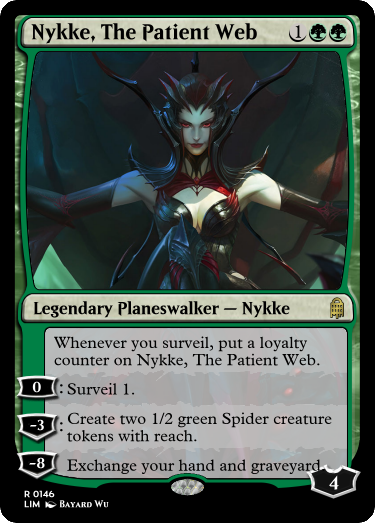 Nykke, The Patient Web 1
Legendary Planeswalker — Nykke
Whenever you surveil, put a loyalty
counter on Nykke, The Patient Web.
0 : Surveil 1.
-3 : Create two 1/2 green Spider creature
tokens with reach.
-8 : Exchange your hand and graveyard.
4
R 0146
LIM Bayard Wu